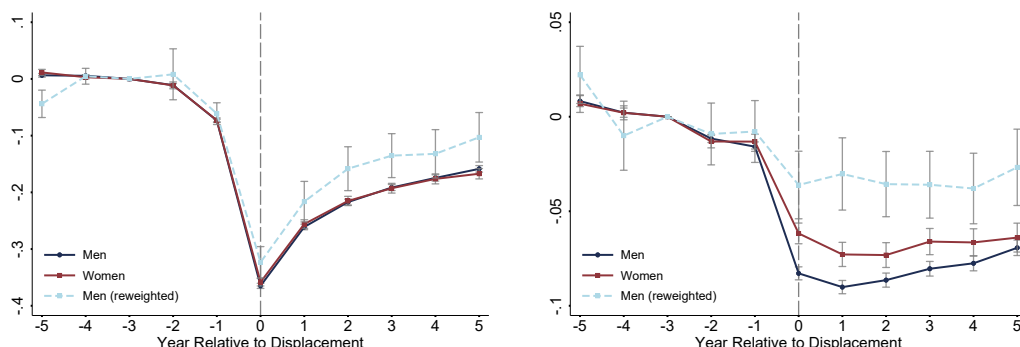 .1
0
-.1
-.2
-.3
-.4
Men
Women
Men (reweighted)
-5 -4 -3 -2 -1 0 1 2 3 4 5
Year Relative to Displacement
.05
0
-.05
-.1
Men
Women
Men (reweighted)
-5 -4 -3 -2 -1 0 1 2 3 4 5
Year Relative to Displacement